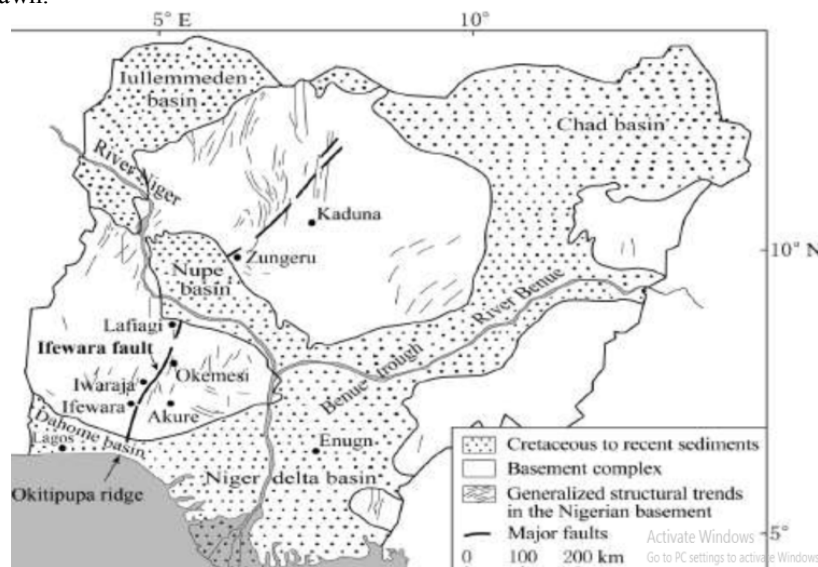 awn.
5° E
10°
Iullemmeden
basin
Chad basin
River Niger
Kaduna
10° N
Zungeru
Nupe
basin
River Benue
Lafiagi
Ifewara fault
Okemesi
Benue trough
Iwaraja
Ifewara
Akure
Dahome basin
Lagos
Enugn
Cretaceous to recent sediments
Basement complex
Niger delta basin
Okitipupa ridge
Generalized structural trends
in the Nigerian basement
Major faults
5°
0 100 200 km
Activate Windows
Go to PC settings to activate Windows